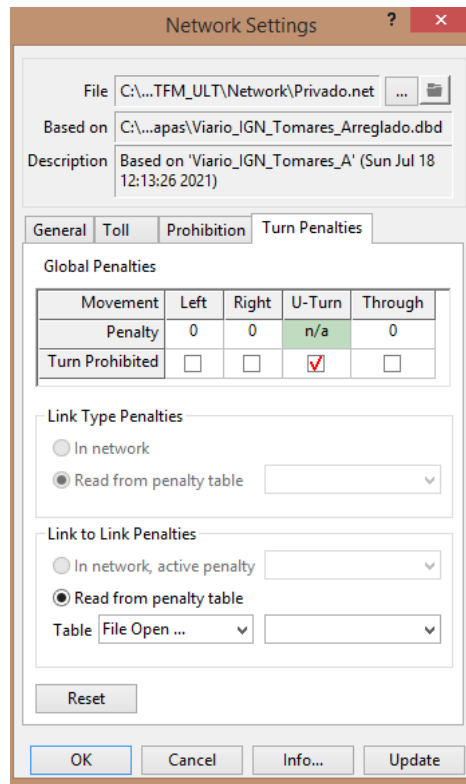 Network Settings
? ×
File C:\...TFM_ULT\Network\Privado.net ...
Based on C:\...apas\Viario_IGN_Tomares_Arreglado.dbd
Description Based on 'Viario_IGN_Tomares_A' (Sun Jul 18
12:13:26 2021)
General Toll Prohibition Turn Penalties
Global Penalties
Movement Left Right U-Turn Through
Penalty 0 0 n/a 0
Turn Prohibited
Link Type Penalties
In network
Read from penalty table
Link to Link Penalties
In network, active penalty
Read from penalty table
Table File Open ...
Reset
OK Cancel Info... Update